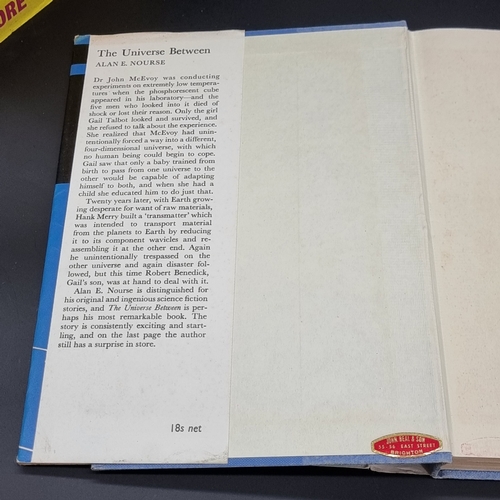 ORE
The Universe Between
ALAN E. NOURSE
Dr John McEvoy was conducting
experiments on extremely low tempera-
tures when the phosphorescent cube
appeared in his laboratory—and the
five men who looked into it died of
shock or lost their reason. Only the girl
Gail Talbot looked and survived, and
she refused to talk about the experience.
She realized that McEvoy had unin-
tentionally forced a way into a different,
four-dimensional universe, with which
no human being could begin to cope.
Gail saw that only a baby trained from
birth to pass from one universe to the
other would be capable of adapting
himself to both, and when she had a
child she educated him to do just that.
Twenty years later, with Earth grow-
ing desperate for want of raw materials,
Hank Merry built a 'transmatter' which
was intended to transport material
from the planets to Earth by reducing
it to its component wavicles and re-
assembling it at the other end. Again
he unintentionally trespassed on the
other universe and again disaster fol-
lowed, but this time Robert Benedick,
Gail's son, was at hand to deal with it.
Alan E. Nourse is distinguished for
his original and ingenious science fiction
stories, and The Universe Between is per-
haps his most remarkable book. The
story is consistently exciting and start-
ling, and on the last page the author
still has a surprise in store.
18s net
JOHN BEAL & SON
55-56 EAST STREET
BRIGHTON